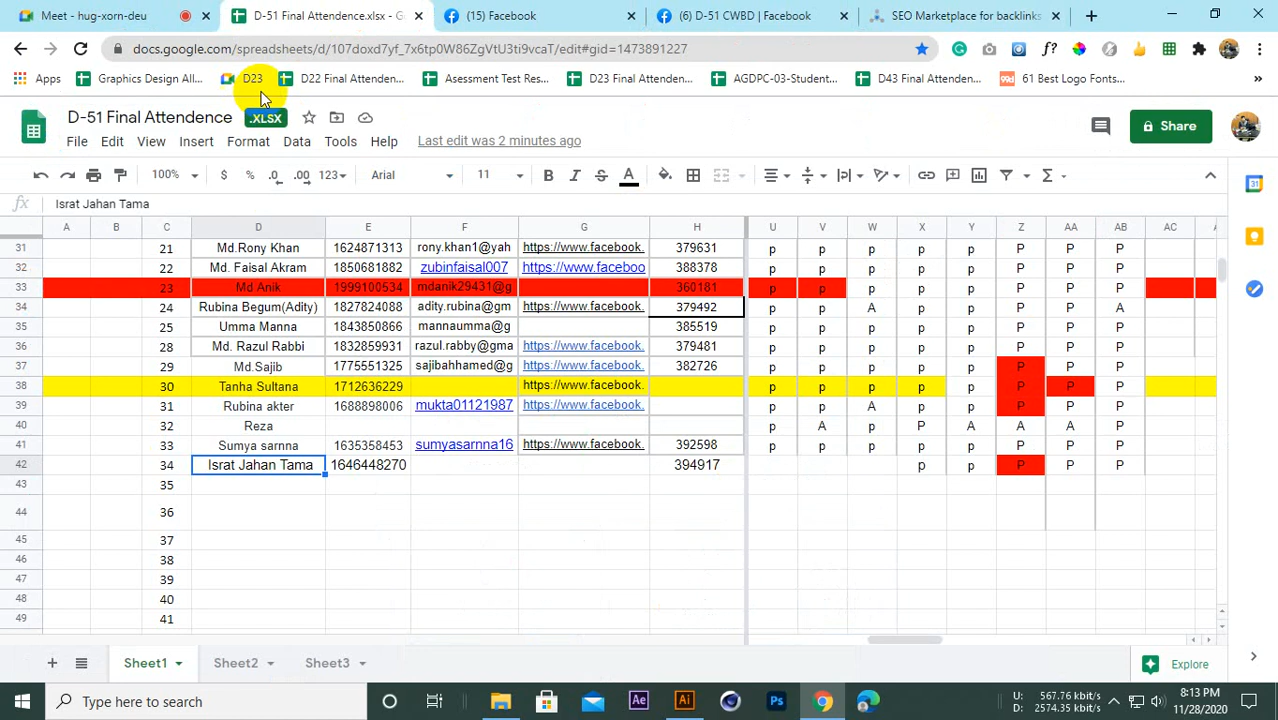 Meet - hug-xorn-deu D-51 Final Attendence.xlsx - G (15) Facebook (6) D-51 CWBD | Facebook SEO Marketplace for backlinks
docs.google.com/spreadsheets/d/107doxd7yf_7x6tp0W86ZgVtU3ti9vcaT/edit#gid=1473891227
Apps Graphics Design All... D23 D22 Final Attenden... Asessment Test Res... D23 Final Attenden... AGDPC-03-Student... D43 Final Attenden... 61 Best Logo Fonts... »
D-51 Final Attendence .XLSX Share
File Edit View Insert Format Data Tools Help Last edit was 2 minutes ago
100% $ % .0 .00 123 Arial 11 B I S A Σ
fx Israt Jahan Tama
A B C D E F G H U V W X Y Z AA AB AC
31 21 Md.Rony Khan 1624871313 rony.khan1@yah https://www.facebook. 379631 p p p p p P P P
32 22 Md. Faisal Akram 1850681882 zubinfaisal007 https://www.faceboo 388378 p p p p p P P P
33 23 Md Anik 1999100534 mdanik29431@g 360181 p p p p p P P P
34 24 Rubina Begum(Adity) 1827824088 adity.rubina@gm https://www.facebook. 379492 p p A p p P P A
35 25 Umma Manna 1843850866 mannaumma@g 385519 p p p p p P P P
36 28 Md. Razul Rabbi 1832859931 razul.rabby@gma https://www.facebook. 379481 p p p p p P P P
37 29 Md.Sajib 1775551325 sajibahhamed@g https://www.facebook. 382726 p p p p p P P P
38 30 Tanha Sultana 1712636229 https://www.facebook. p p p p p P P P
39 31 Rubina akter 1688898006 mukta01121987 https://www.facebook. p p A p p P P P
40 32 Reza p A p P A A A A
41 33 Sumya sarnna 1635358453 sumyasarnna16 https://www.facebook. 392598 p p p p p P P P
42 34 Israt Jahan Tama 1646448270 394917 p p P P P
43 35
44 36
45 37
46 38
47 39
48 40
49 41
Sheet1 Sheet2 Sheet3 Explore
Type here to search Ae Ai Ps U: 567.76 kbit/s 8:13 PM
D: 2574.35 kbit/s 11/28/2020